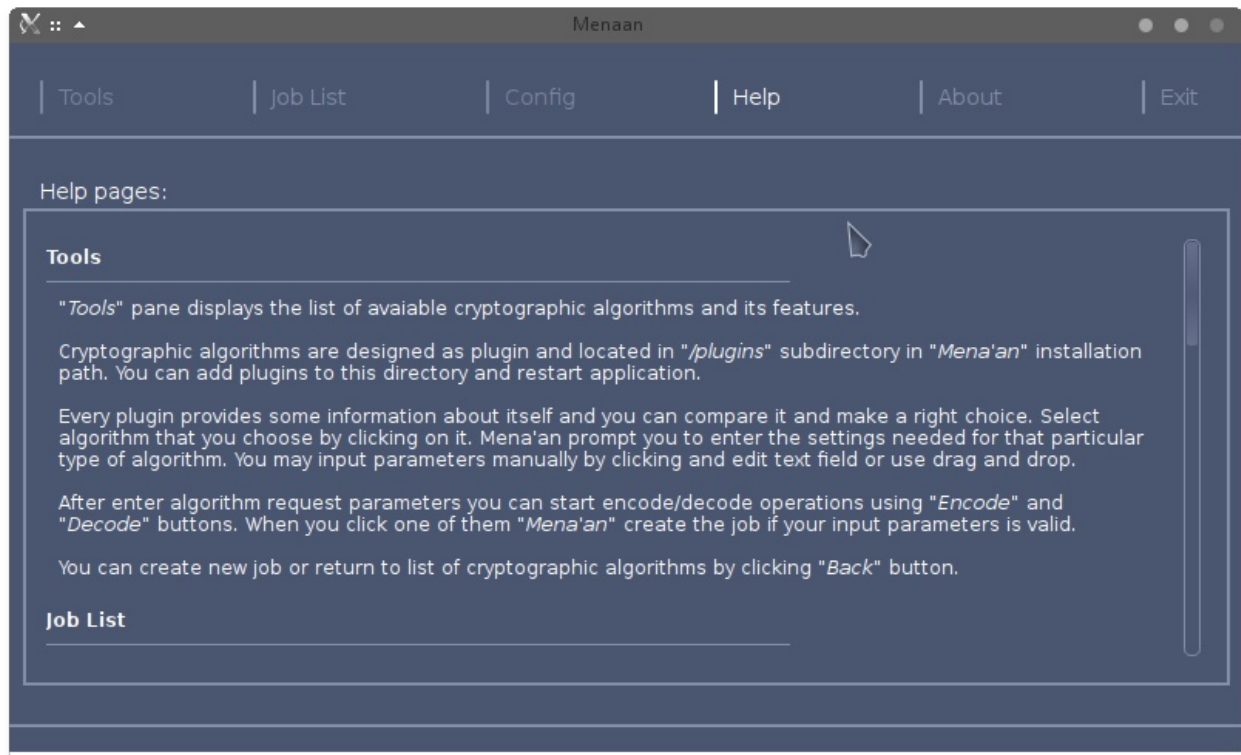 Menaan
Tools
Job List
Config
Help
About
Exit
Help pages:
Tools
"Tools" pane displays the list of avaiable cryptographic algorithms and its features.
Cryptographic algorithms are designed as plugin and located in "/plugins" subdirectory in "Mena'an" installation
path. You can add plugins to this directory and restart application.
Every plugin provides some information about itself and you can compare it and make a right choice. Select
algorithm that you choose by clicking on it. Mena'an prompt you to enter the settings needed for that particular
type of algorithm. You may input parameters manually by clicking and edit text field or use drag and drop.
After enter algorithm request parameters you can start encode/decode operations using "Encode" and
"Decode" buttons. When you click one of them "Mena'an" create the job if your input parameters is valid.
You can create new job or return to list of cryptographic algorithms by clicking "Back" button.
Job List